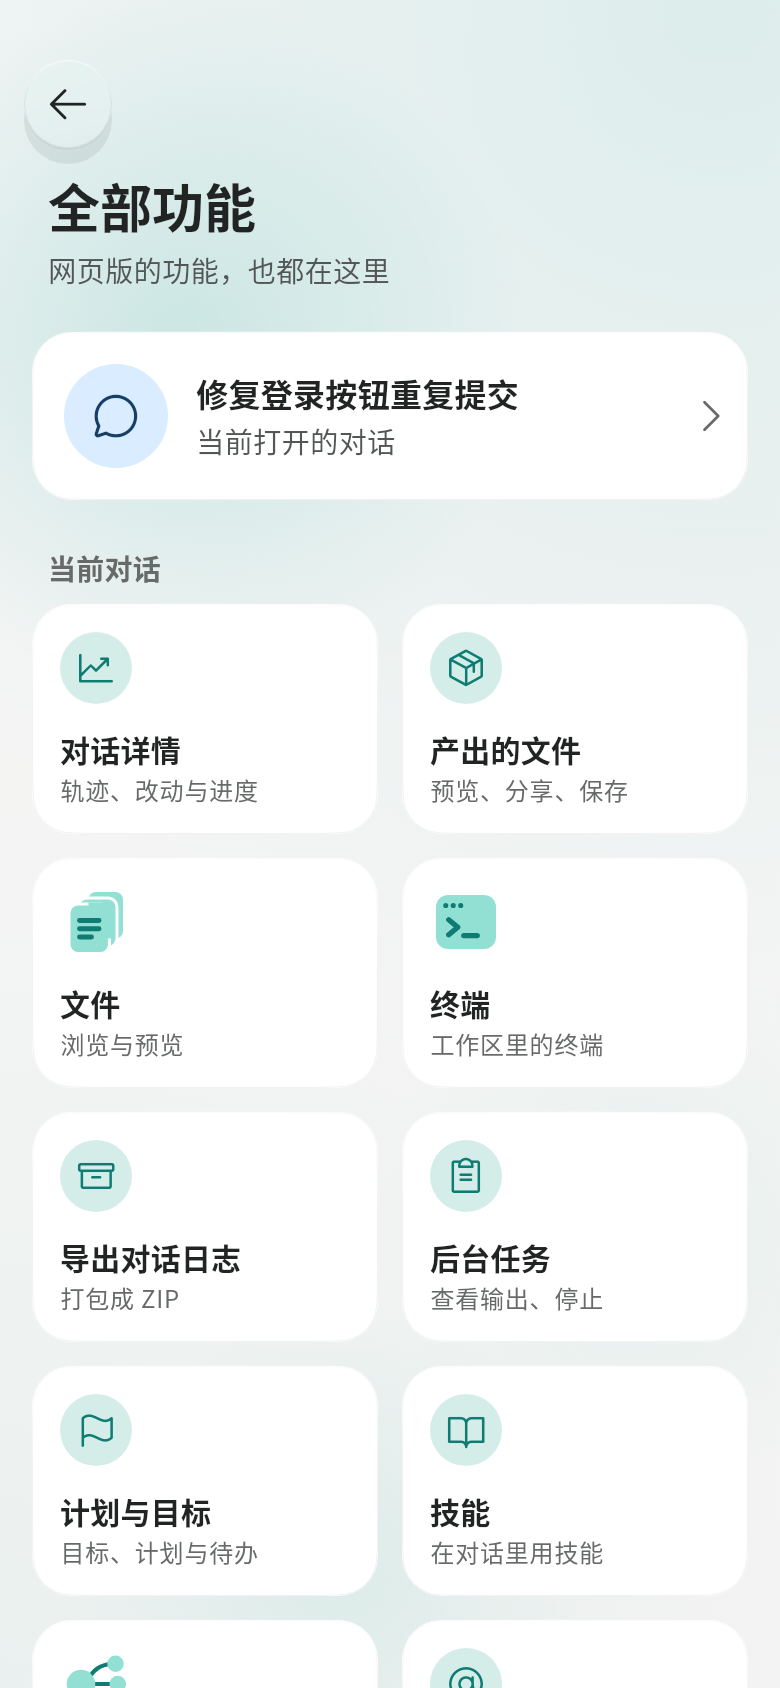 全部功能
网页版的功能，也都在这里
修复登录按钮重复提交
当前打开的对话
当前对话
对话详情
轨迹、改动与进度
产出的文件
预览、分享、保存
文件
浏览与预览
终端
工作区里的终端
导出对话日志
打包成 ZIP
后台任务
查看输出、停止
计划与目标
目标、计划与待办
技能
在对话里用技能